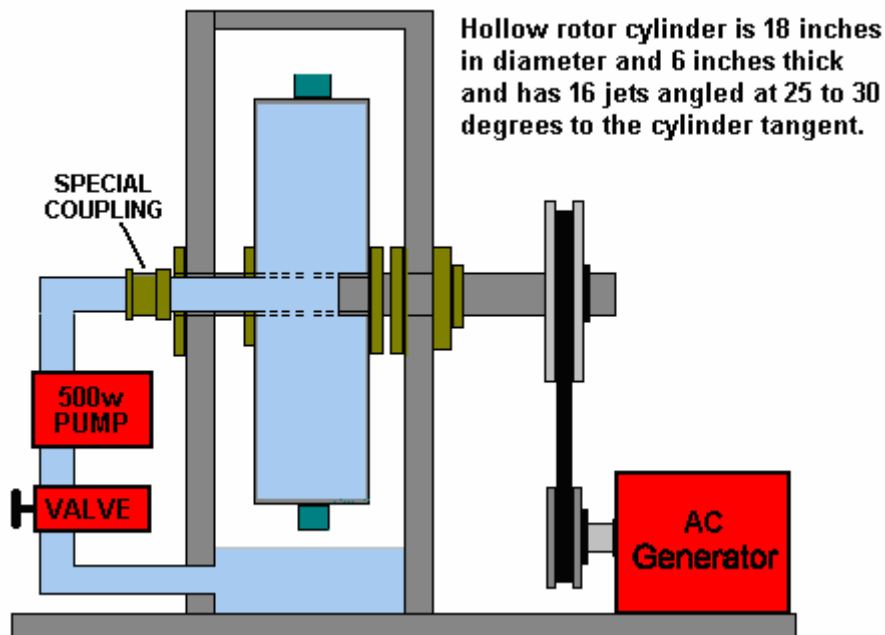 Hollow rotor cylinder is 18 inches
in diameter and 6 inches thick
and has 16 jets angled at 25 to 30
degrees to the cylinder tangent.
SPECIAL
COUPLING
500w
PUMP
VALVE
AC
Generator